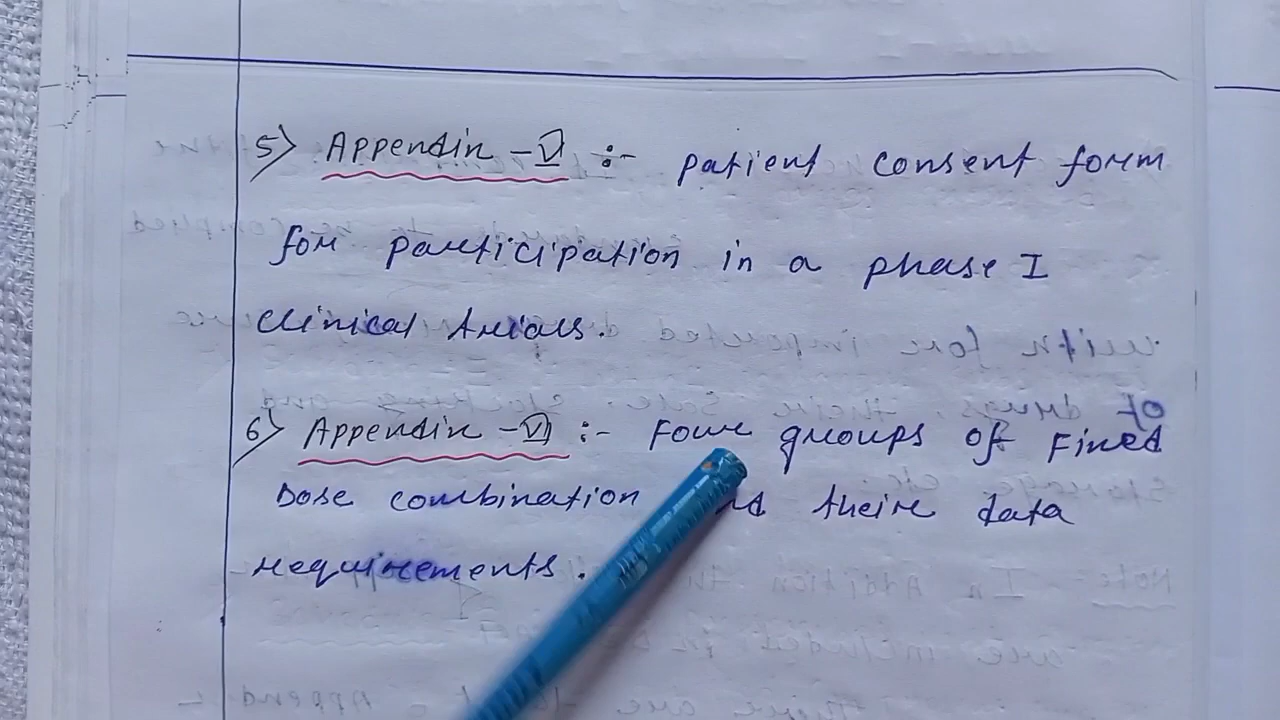 5) Appendix - V :- patient consent form
for participation in a phase I
clinical trials.
6) Appendix - VI :- Four groups of Fixed
Dose combination their data
requirements.